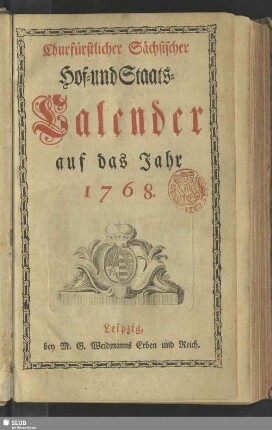 Churfürstlicher Sächsischer
Hof- und Staats-
Calender
auf das Jahr
1768.
Leipzig,
bey M. G. Weidmanns Erben und Reich.
SLUB